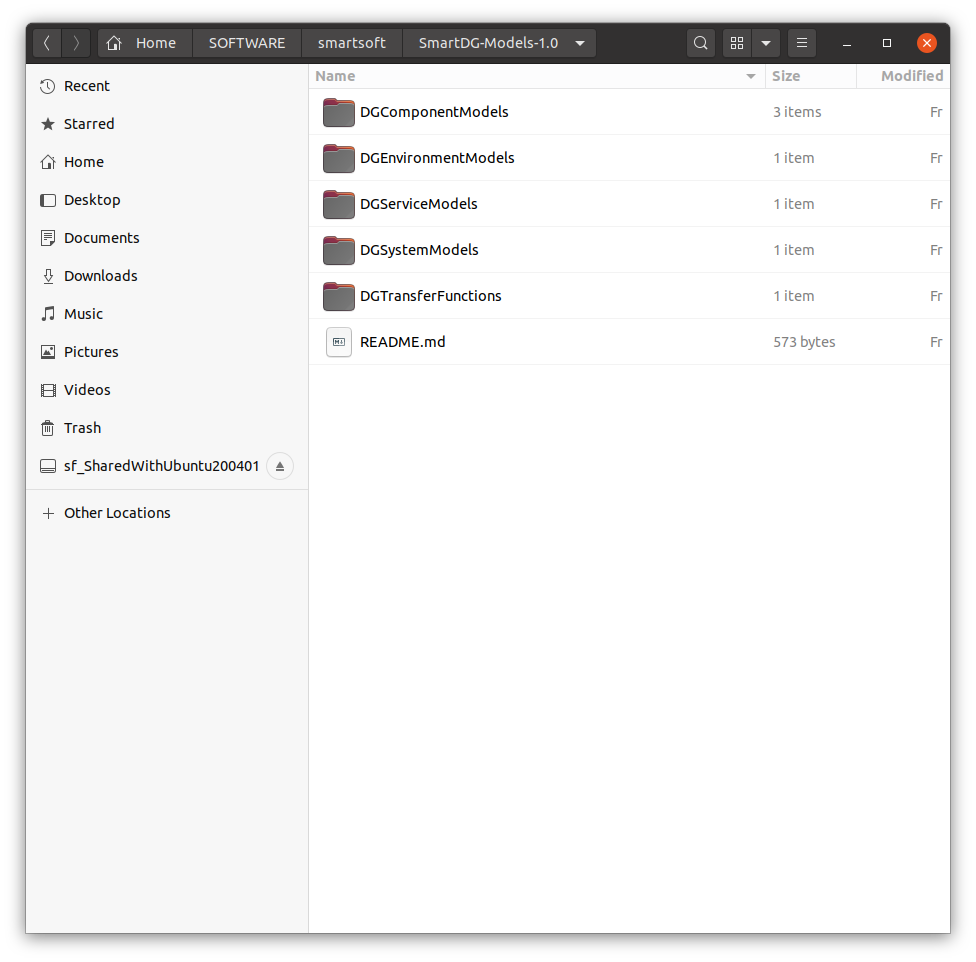 Home SOFTWARE smartsoft SmartDG-Models-1.0
Recent
Starred
Home
Desktop
Documents
Downloads
Music
Pictures
Videos
Trash
sf_SharedWithUbuntu200401
Other Locations
Name Size Modified
DGComponentModels 3 items Fr
DGEnvironmentModels 1 item Fr
DGServiceModels 1 item Fr
DGSystemModels 1 item Fr
DGTransferFunctions 1 item Fr
README.md 573 bytes Fr